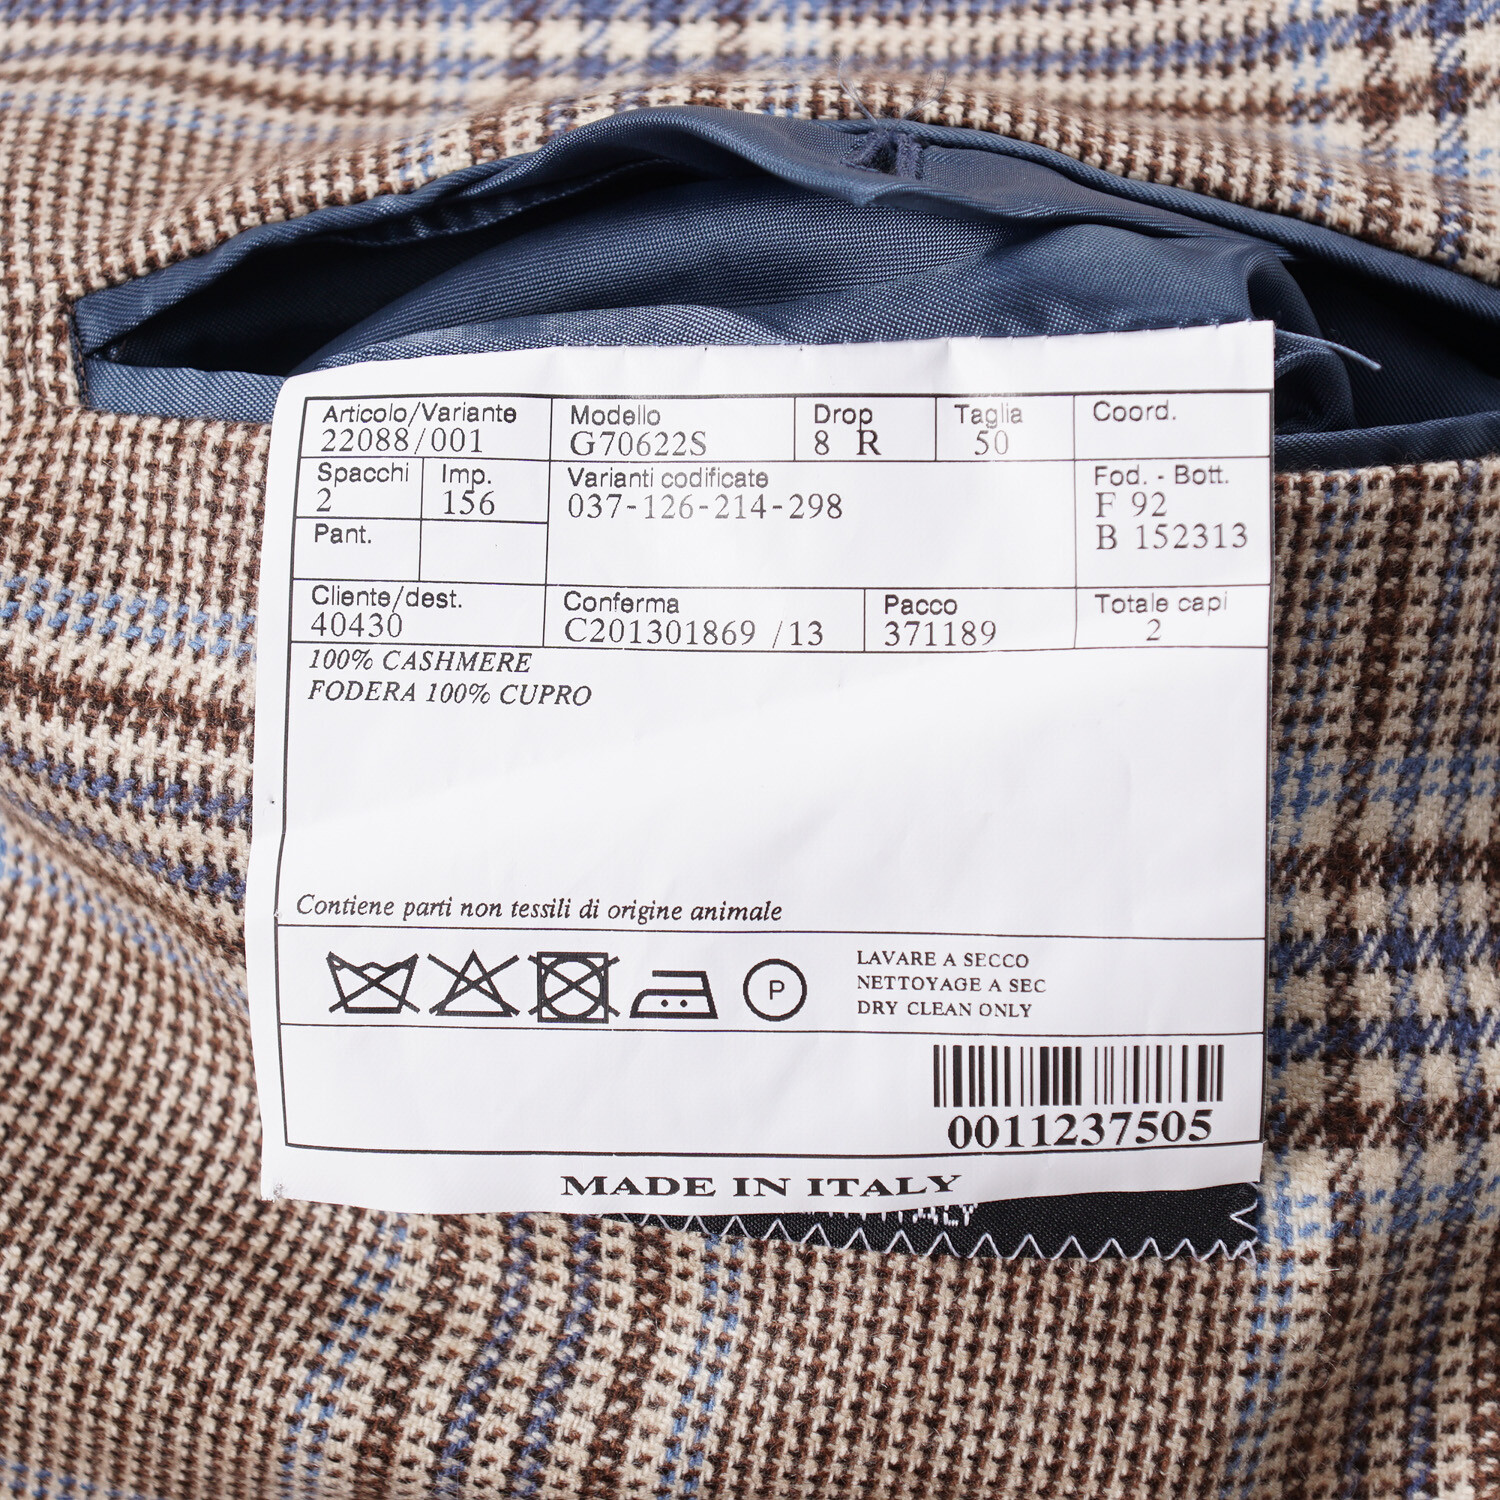 Articolo/Variante Modello Drop Taglia Coord.
22088/001 G70622S 8 R 50
Spacchi Imp. Varianti codificate Fod. - Bott.
2 156 037-126-214-298 F 92
Pant. B 152313
Cliente/dest. Conferma Pacco Totale capi
40430 C201301869 /13 371189 2
100% CASHMERE
FODERA 100% CUPRO
Contiene parti non tessili di origine animale
P
LAVARE A SECCO
NETTOYAGE A SEC
DRY CLEAN ONLY
0011237505
MADE IN ITALY